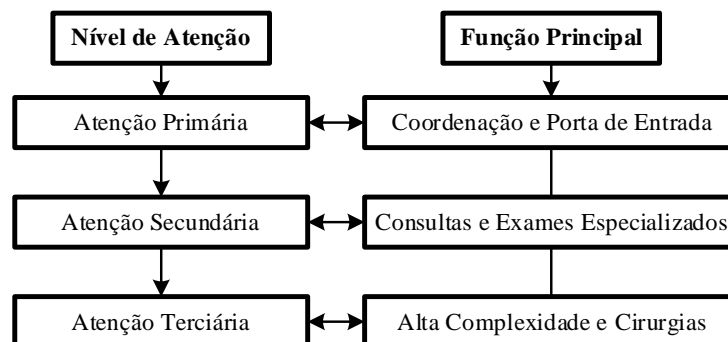 Nível de Atenção
Função Principal
Atenção Primária
Coordenação e Porta de Entrada
Atenção Secundária
Consultas e Exames Especializados
Atenção Terciária
Alta Complexidade e Cirurgias